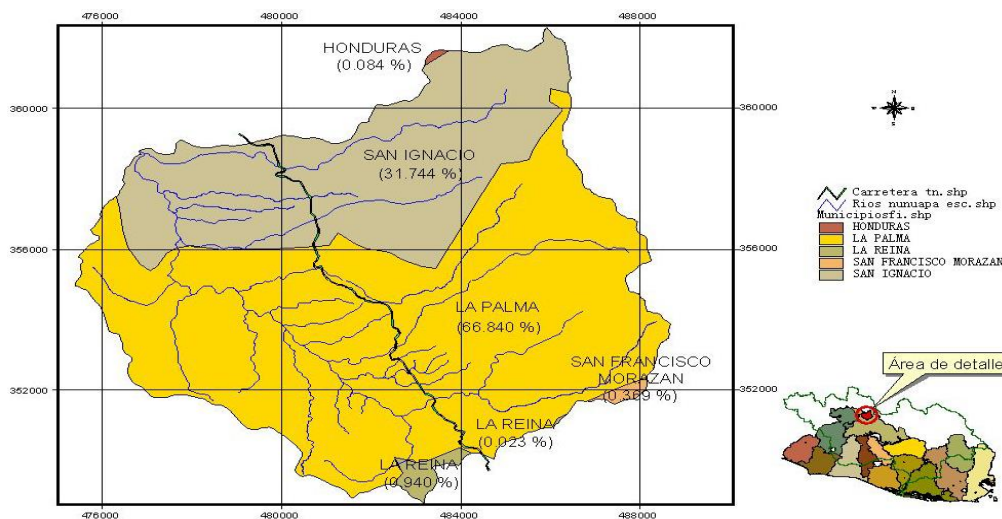 476000 480000 484000 488000
HONDURAS
(0.084 %)
360000 360000
SAN IGNACIO
(31.744 %)
356000 356000
LA PALMA
(66.840 %)
SAN FRANCISCO
MORAZAN
(0.369 %)
352000 352000
LA REINA
(0.023 %)
LA REINA
(0.940 %)
476000 480000 484000 488000
N
S
Carretera tn.shp
Rios nunuapa esc.shp
Municipiosfi.shp
HONDURAS
LA PALMA
LA REINA
SAN FRANCISCO MORAZAN
SAN IGNACIO
Área de detalle